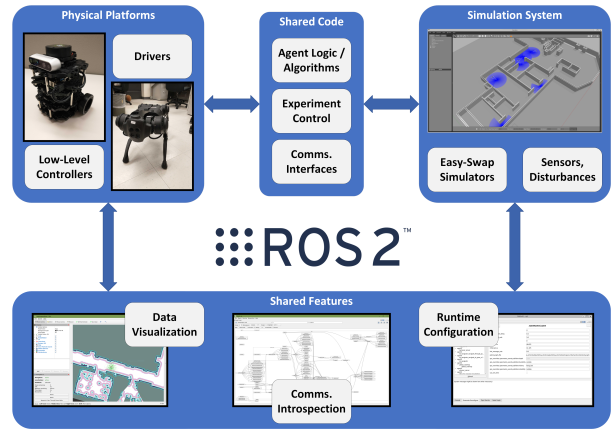 Physical Platforms
Drivers
Low-Level
Controllers
Shared Code
Agent Logic /
Algorithms
Experiment
Control
Comms.
Interfaces
Simulation System
Easy-Swap
Simulators
Sensors,
Disturbances
ROS 2™
Shared Features
Data
Visualization
Comms.
Introspection
Runtime
Configuration